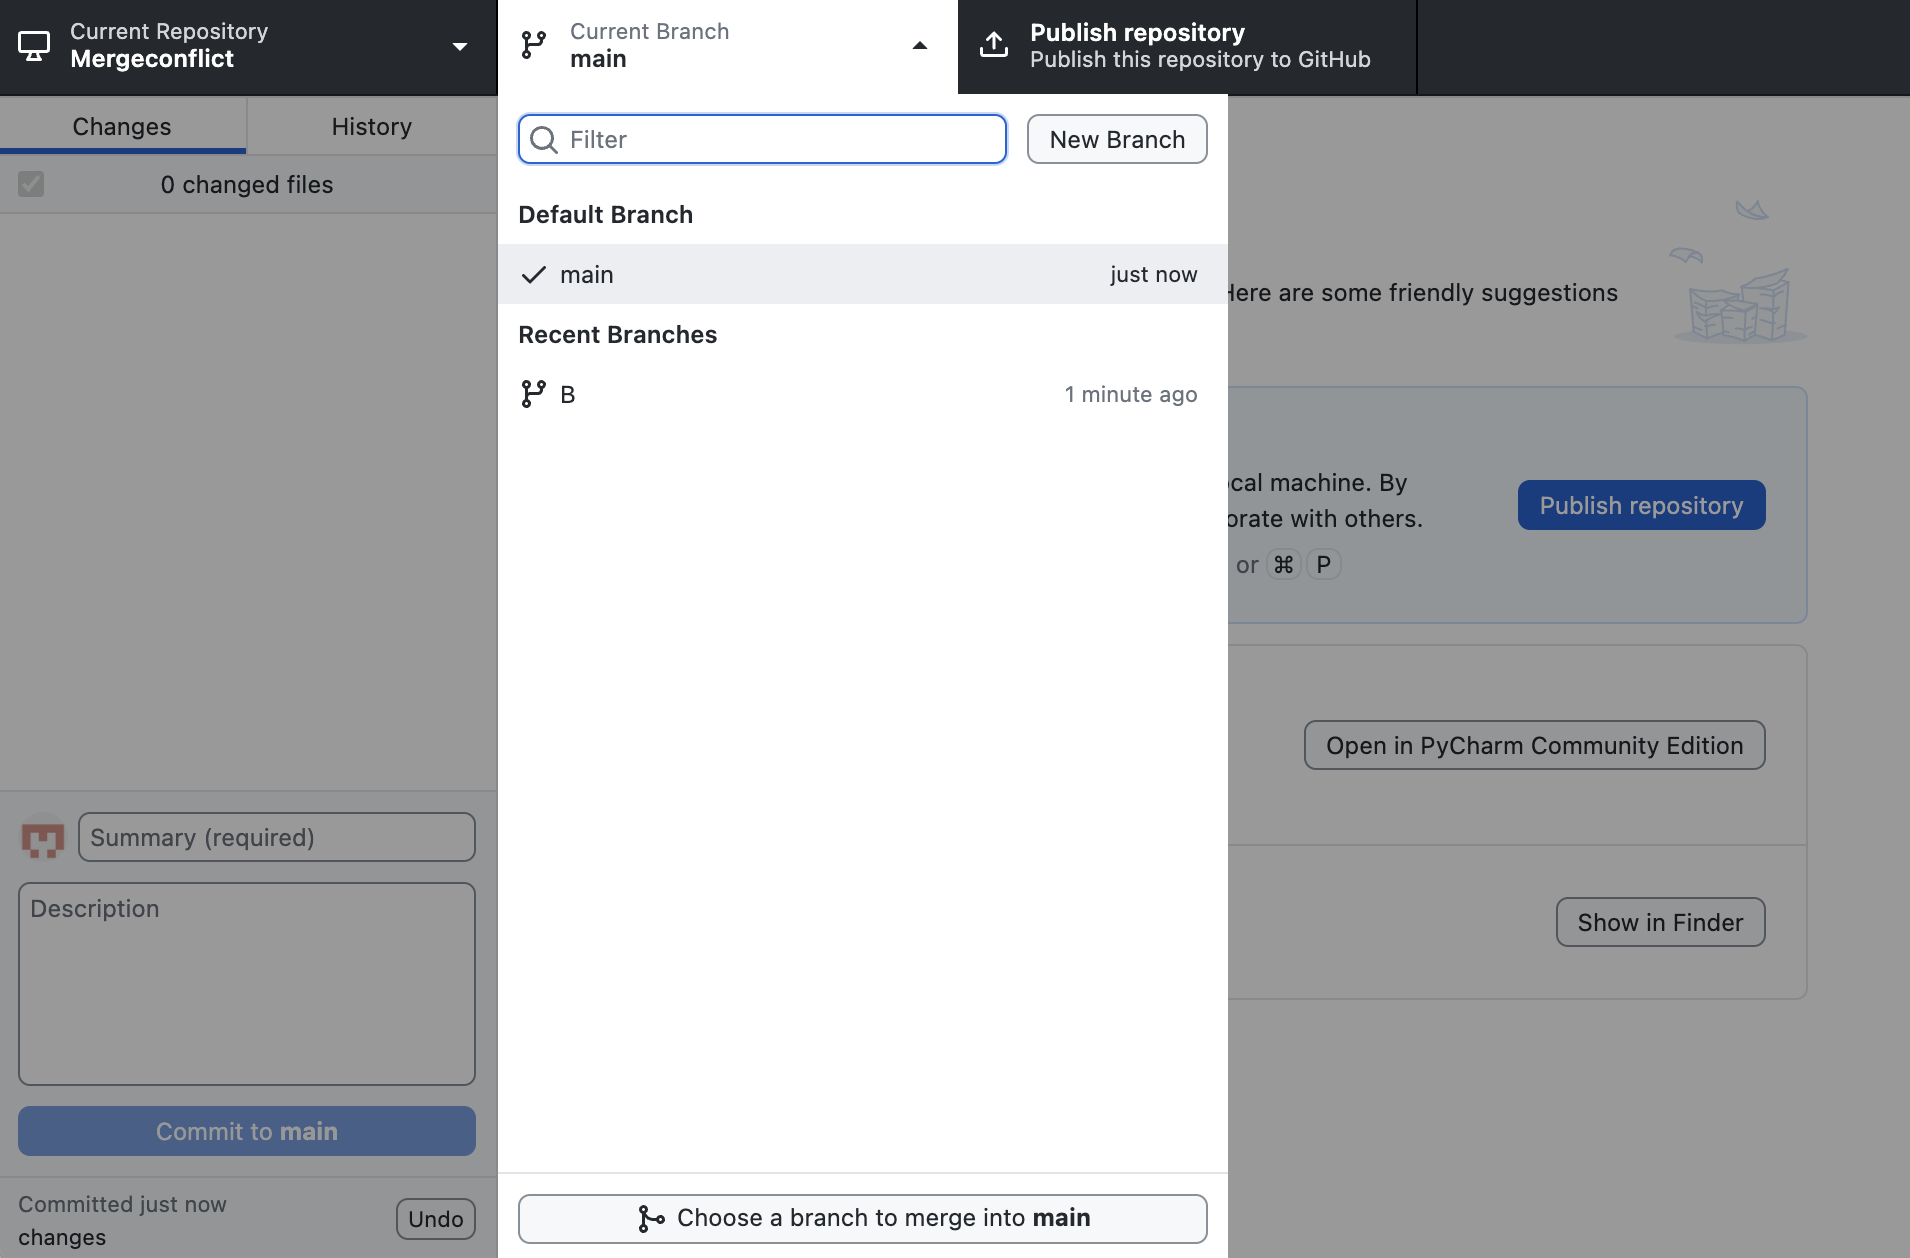 Current Repository
Mergeconflict
Current Branch
main
Publish repository
Publish this repository to GitHub
Changes
History
0 changed files
Filter
New Branch
Default Branch
main
just now
Recent Branches
B
1 minute ago
Here are some friendly suggestions
cal machine. By
orate with others.
Publish repository
or ⌘ P
Open in PyCharm Community Edition
Show in Finder
Summary (required)
Description
Commit to main
Committed just now
changes
Undo
Choose a branch to merge into main